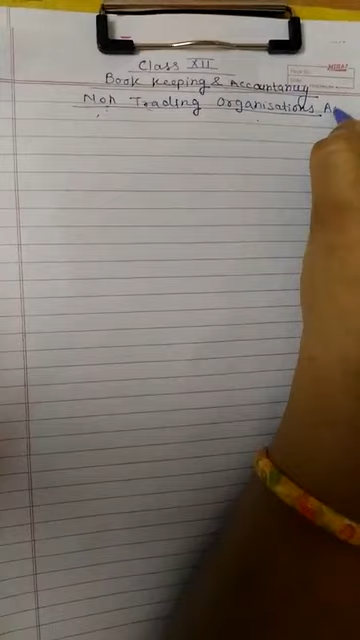 Class XII
Book Keeping & Accountancy
Non Trading Organisations A